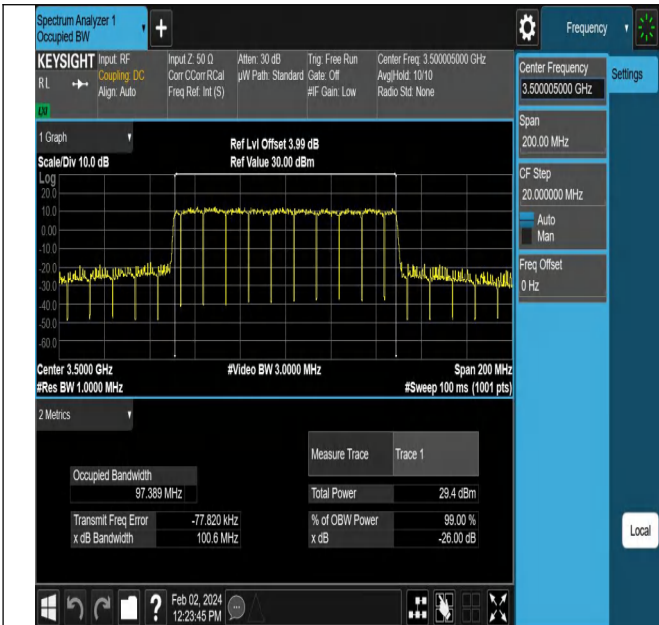 Spectrum Analyzer 1
Occupied BW
Frequency
KEYSIGHT
RL
LXI
Input: RF
Coupling: DC
Align: Auto
Input Z: 50 Ω
Corr CCorr RCal
Freq Ref: Int (S)
Atten: 30 dB
µW Path: Standard
Trig: Free Run
Gate: Off
#IF Gain: Low
Center Freq: 3.500005000 GHz
Avg|Hold: 10/10
Radio Std: None
Center Frequency
3.500005000 GHz
Settings
Span
200.00 MHz
CF Step
20.000000 MHz
Auto
Man
Freq Offset
0 Hz
1 Graph
Scale/Div 10.0 dB
Ref Lvl Offset 3.99 dB
Ref Value 30.00 dBm
Log
20.0
10.0
0.00
-10.0
-20.0
-30.0
-40.0
-50.0
-60.0
Center 3.5000 GHz
#Res BW 1.0000 MHz
#Video BW 3.0000 MHz
Span 200 MHz
#Sweep 100 ms (1001 pts)
2 Metrics
Measure Trace Trace 1
Occupied Bandwidth
97.389 MHz
Total Power 29.4 dBm
Transmit Freq Error -77.820 kHz
% of OBW Power 99.00 %
x dB Bandwidth 100.6 MHz
x dB -26.00 dB
Local
?
Feb 02, 2024
12:23:45 PM